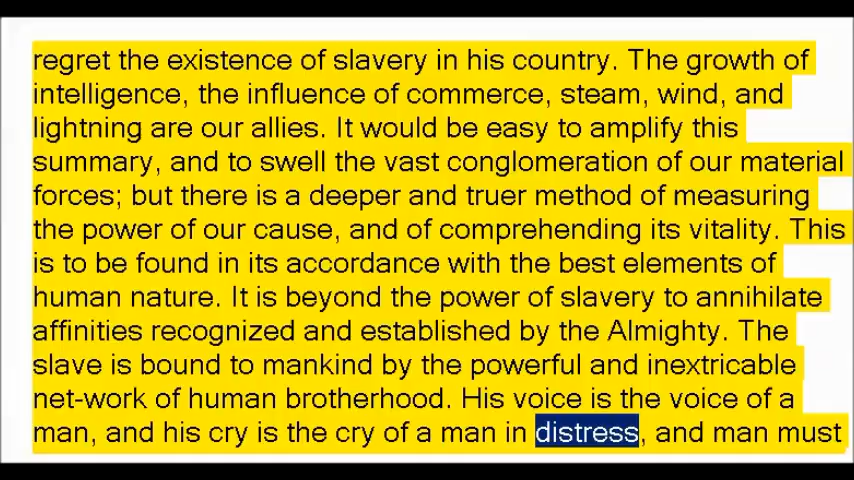 regret the existence of slavery in his country. The growth of
intelligence, the influence of commerce, steam, wind, and
lightning are our allies. It would be easy to amplify this
summary, and to swell the vast conglomeration of our material
forces; but there is a deeper and truer method of measuring
the power of our cause, and of comprehending its vitality. This
is to be found in its accordance with the best elements of
human nature. It is beyond the power of slavery to annihilate
affinities recognized and established by the Almighty. The
slave is bound to mankind by the powerful and inextricable
net-work of human brotherhood. His voice is the voice of a
man, and his cry is the cry of a man in distress, and man must